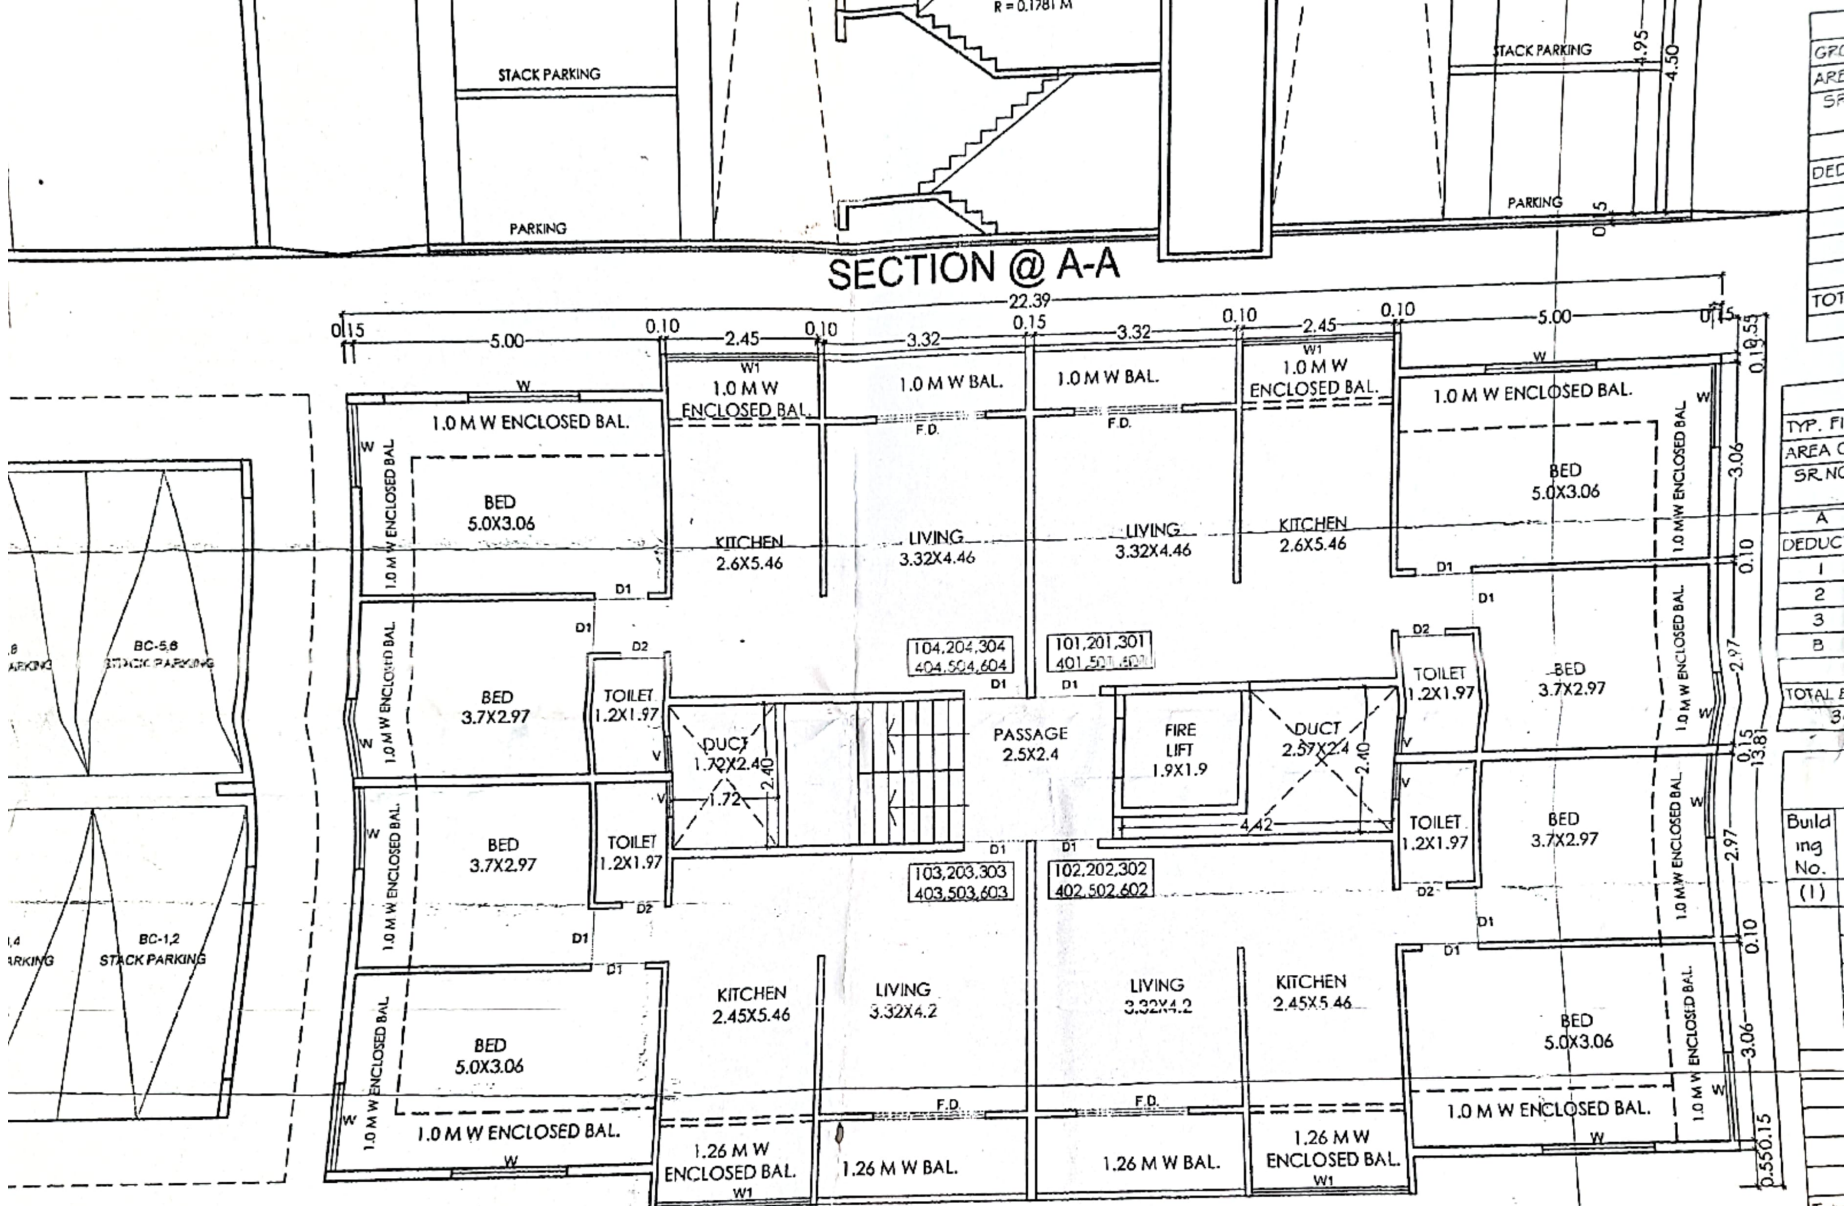 R = 0.1781 M
STACK PARKING
STACK PARKING
4.95
4.50
PARKING
PARKING
0.15
SECTION @ A-A
22.39
0.15
5.00
0.10
2.45
0.10
3.32
0.15
3.32
0.10
2.45
0.10
5.00
0.15
0.55
0.15
W
1.0 M W ENCLOSED BAL.
W1
1.0 M W
ENCLOSED BAL.
1.0 M W BAL.
F.D.
1.0 M W BAL.
F.D.
W1
1.0 M W
ENCLOSED BAL.
W
1.0 M W ENCLOSED BAL.
W
1.0 M W ENCLOSED BAL
BED
5.0X3.06
KITCHEN
2.6X5.46
LIVING
3.32X4.46
LIVING
3.32X4.46
KITCHEN
2.6X5.46
BED
5.0X3.06
1.0 M W ENCLOSED BAL
W
3.06
0.10
D1
D1
D2
104,204,304
404,504,604
D1
101,201,301
D1
D1
D1
D2
BC-5,6
STACK PARKING
1.0 M W ENCLOSED BAL
W
BED
3.7X2.97
TOILET
1.2X1.97
V
DUCT
1.72X2.40
2.40
1.72
PASSAGE
2.5X2.4
FIRE
LIFT
1.9X1.9
DUCT
2.57X2.4
2.40
4.42
TOILET
1.2X1.97
V
BED
3.7X2.97
1.0 M W ENCLOSED BAL
W
2.97
0.15
13.81
W
1.0 M W ENCLOSED BAL
BED
3.7X2.97
TOILET
1.2X1.97
V
D2
D1
D1
103,203,303
403,503,603
D1
102,202,302
402,502,602
D1
V
TOILET
1.2X1.97
D2
D1
D1
BED
3.7X2.97
1.0 M W ENCLOSED BAL
W
2.97
0.10
BC-1,2
STACK PARKING
1.0 M W ENCLOSED BAL
W
BED
5.0X3.06
KITCHEN
2.45X5.46
LIVING
3.32X4.2
LIVING
3.32X4.2
KITCHEN
2.45X5.46
BED
5.0X3.06
1.0 M W ENCLOSED BAL.
W
3.06
1.0 M W ENCLOSED BAL.
W
1.26 M W
ENCLOSED BAL.
W1
F.D.
1.26 M W BAL.
F.D.
1.26 M W BAL.
1.26 M W
ENCLOSED BAL.
W1
1.0 M W ENCLOSED BAL.
W
0.15
0.55
DEDUC
1
2
3
B
Build
ing
No.
(1)